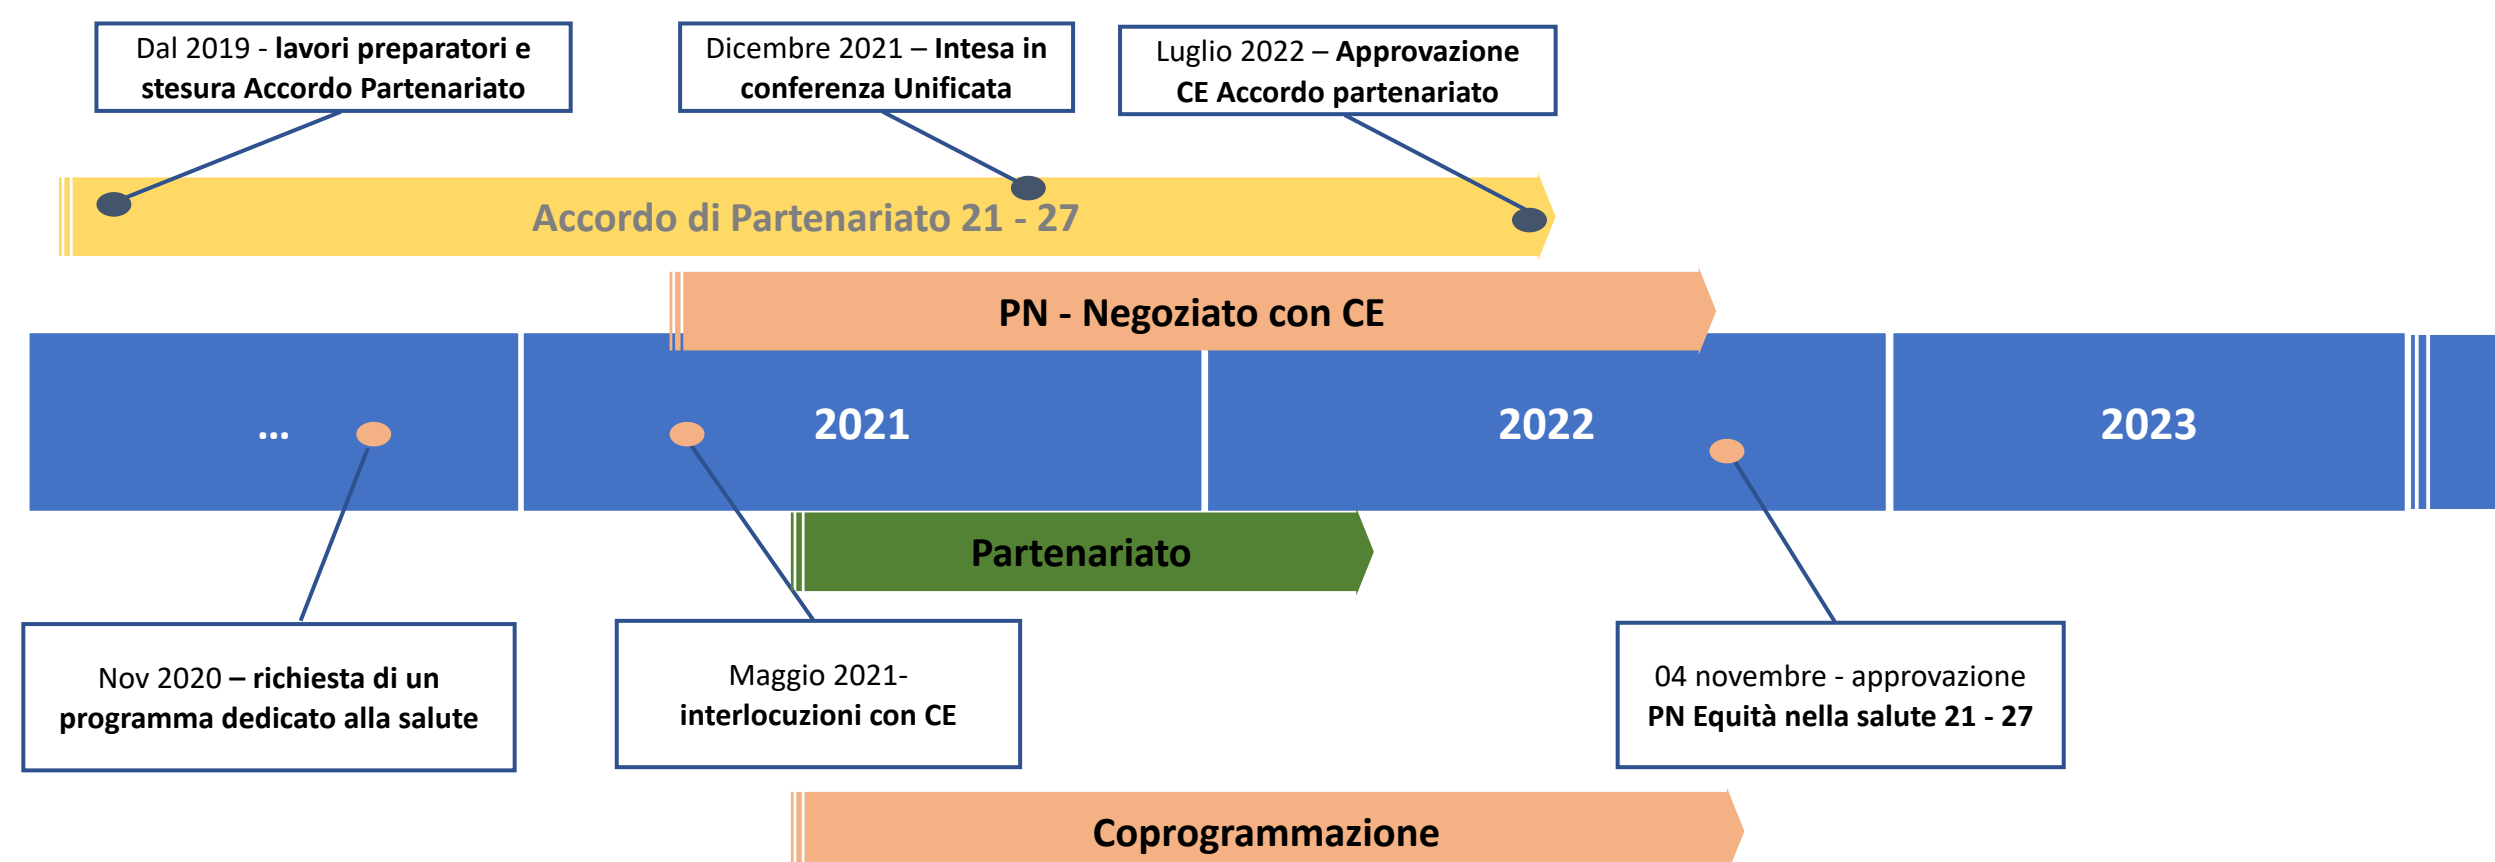 Dal 2019 - lavori preparatori e
stesura Accordo Partenariato
Dicembre 2021 – Intesa in
conferenza Unificata
Luglio 2022 – Approvazione
CE Accordo partenariato
Accordo di Partenariato 21 - 27
PN - Negoziato con CE
...
2021
2022
2023
Partenariato
Nov 2020 – richiesta di un
programma dedicato alla salute
Maggio 2021-
interlocuzioni con CE
04 novembre - approvazione
PN Equità nella salute 21 - 27
Coprogrammazione